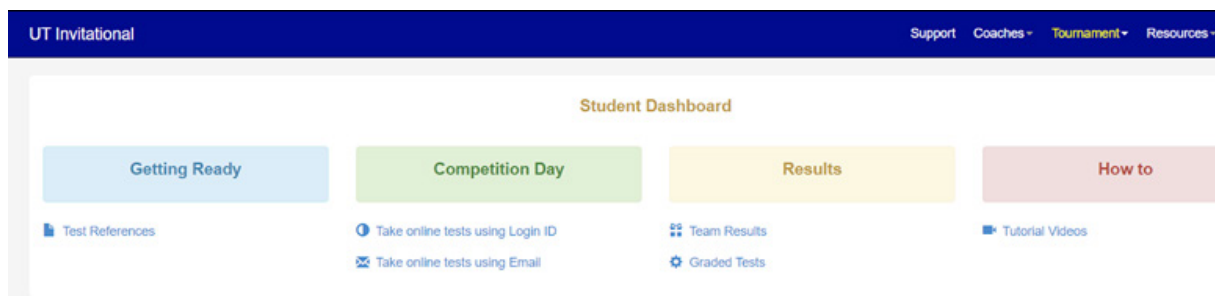 UT Invitational
Support Coaches Tournament Resources
Student Dashboard
Getting Ready
Competition Day
Results
How to
Test References
Take online tests using Login ID
Team Results
Tutorial Videos
Take online tests using Email
Graded Tests